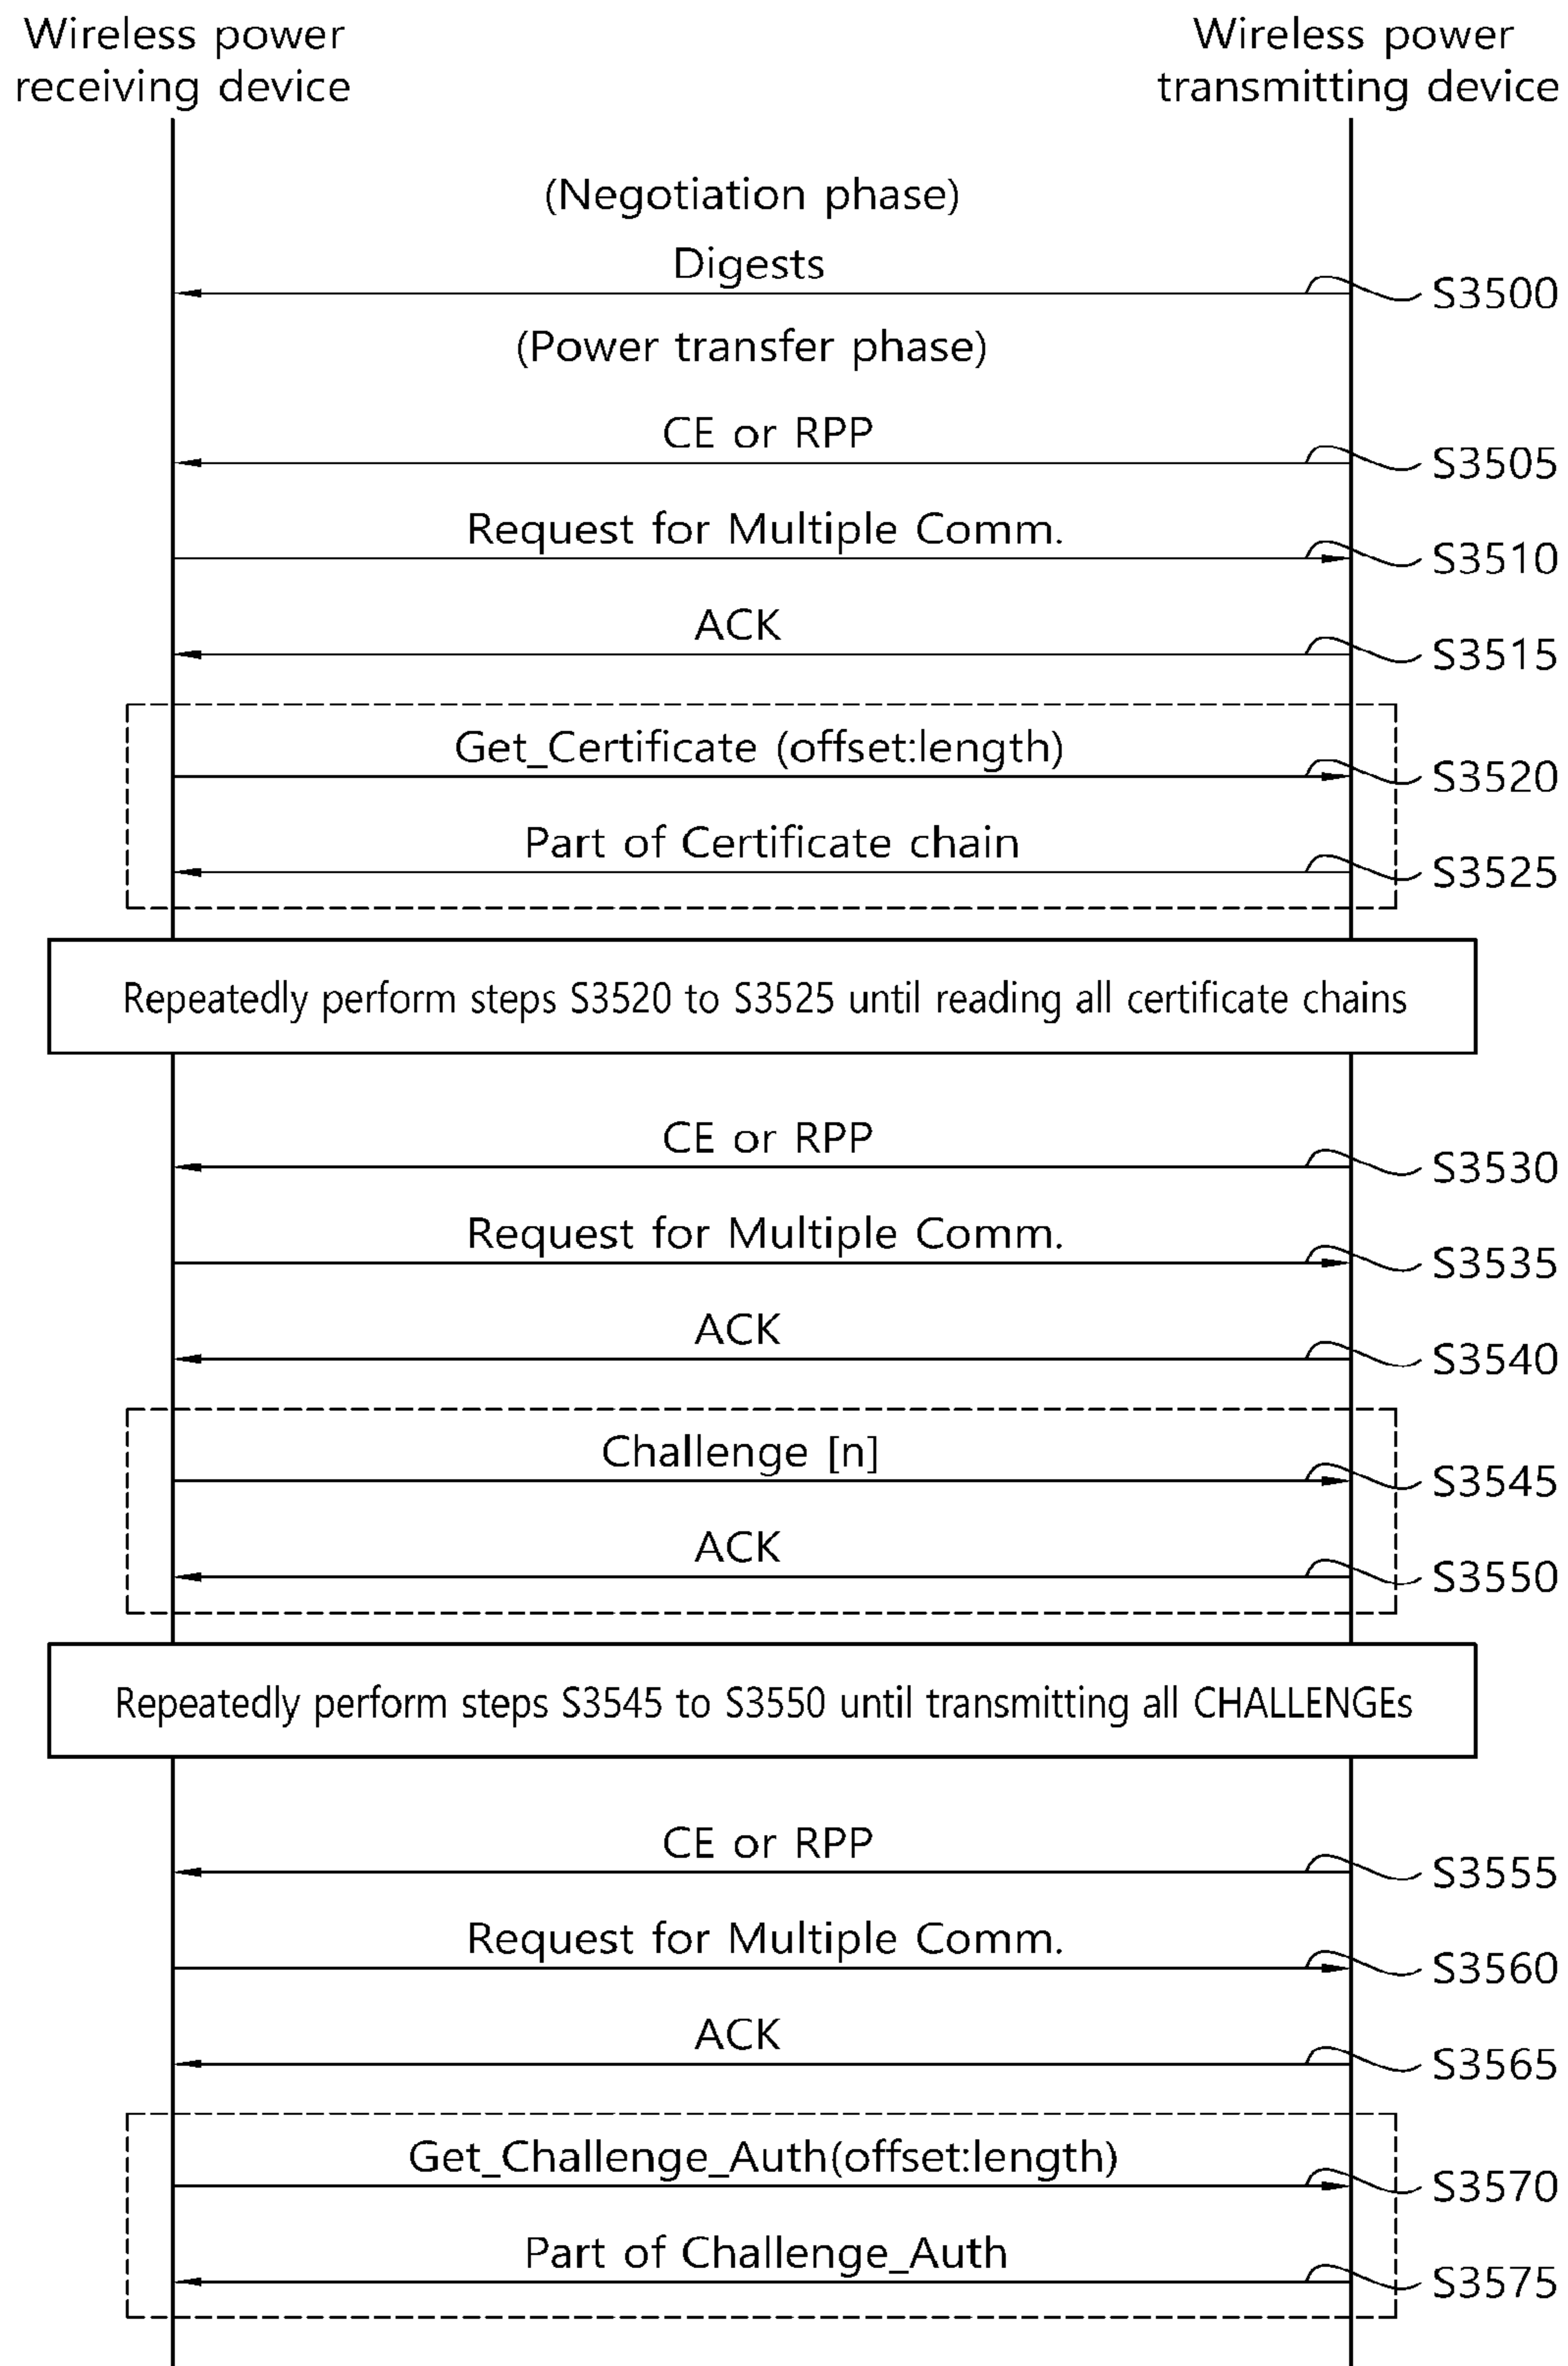 Wireless power
receiving device
Wireless power
transmitting device
(Negotiation phase)
Digests
S3500
(Power transfer phase)
CE or RPP
S3505
Request for Multiple Comm.
S3510
ACK
S3515
Get_Certificate (offset:length)
S3520
Part of Certificate chain
S3525
Repeatedly perform steps S3520 to S3525 until reading all certificate chains
CE or RPP
S3530
Request for Multiple Comm.
S3535
ACK
S3540
Challenge [n]
S3545
ACK
S3550
Repeatedly perform steps S3545 to S3550 until transmitting all CHALLENGEs
CE or RPP
S3555
Request for Multiple Comm.
S3560
ACK
S3565
Get_Challenge_Auth(offset:length)
S3570
Part of Challenge_Auth
S3575